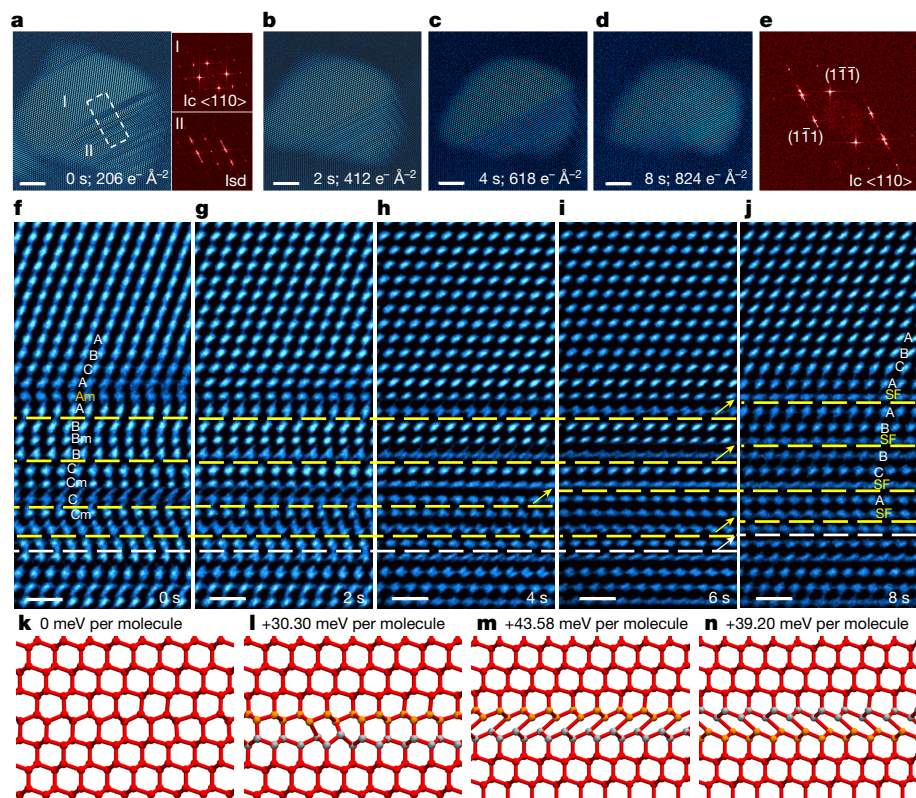 a
b
c
d
e
I
II
0 s; 206 e⁻ Å⁻²
I
Ic <110>
II
Isd
2 s; 412 e⁻ Å⁻²
4 s; 618 e⁻ Å⁻²
8 s; 824 e⁻ Å⁻²
(11̄1̄)
(11̄1)
Ic <110>
f
g
h
i
j
A
B
C
A
Am
A
B
Bm
B
C
Cm
C
Cm
0 s
2 s
4 s
6 s
A
B
C
A
SF
A
B
SF
B
C
SF
A
SF
8 s
k 0 meV per molecule
l +30.30 meV per molecule
m +43.58 meV per molecule
n +39.20 meV per molecule